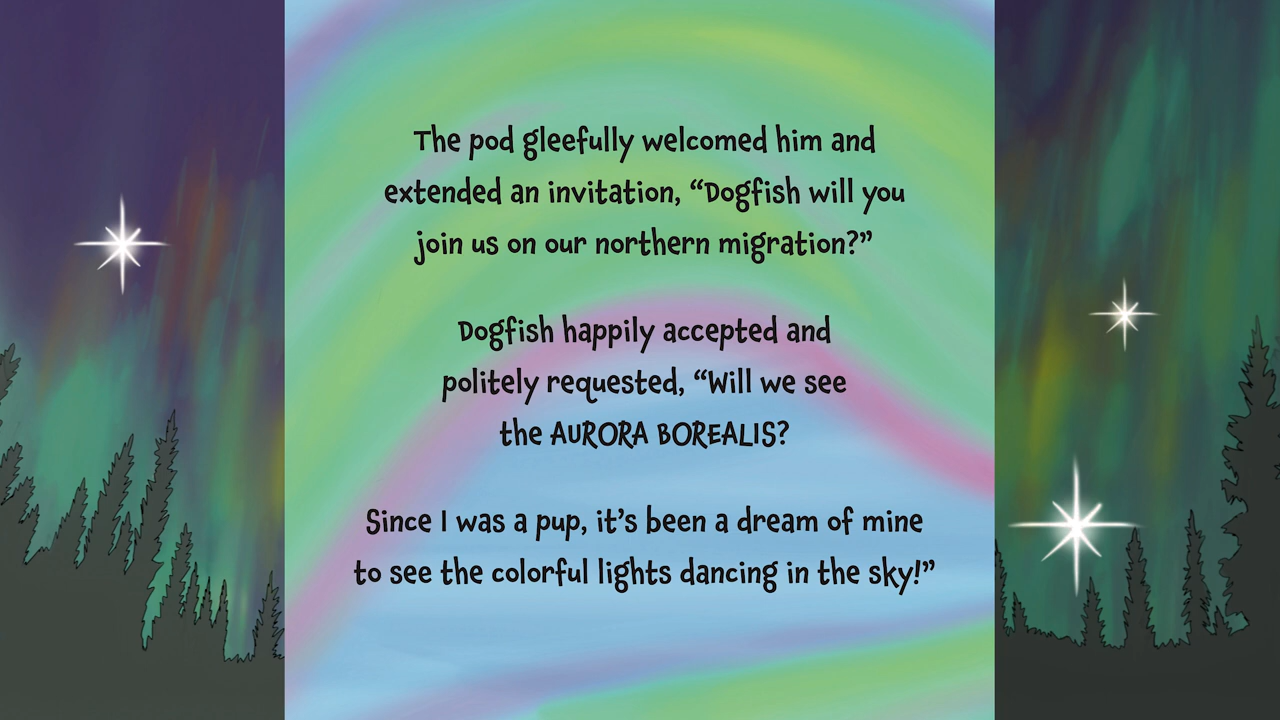 The pod gleefully welcomed him and
extended an invitation, “Dogfish will you
join us on our northern migration?”
Dogfish happily accepted and
politely requested, “Will we see
the AURORA BOREALIS?
Since I was a pup, it’s been a dream of mine
to see the colorful lights dancing in the sky!”